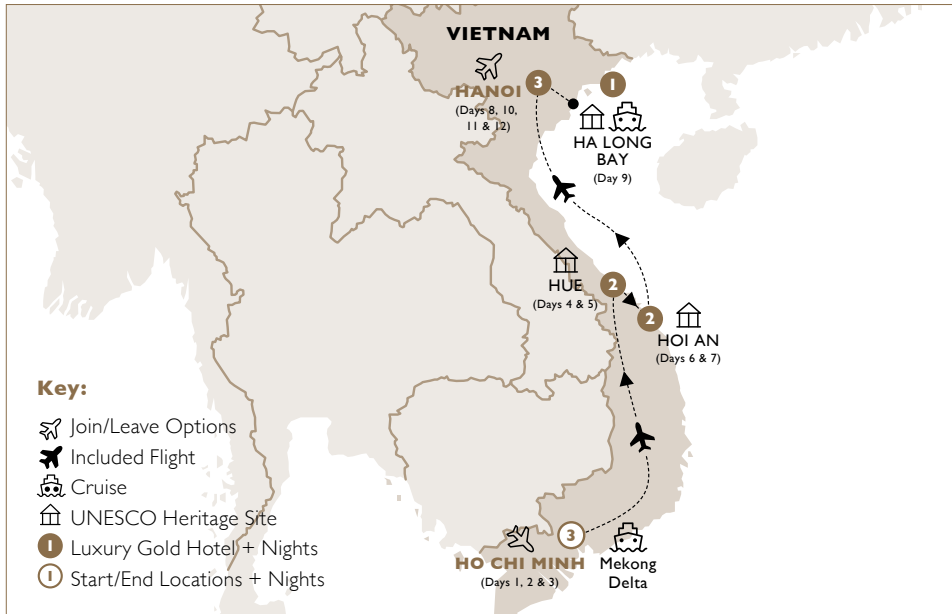 VIETNAM
HANOI
(Days 8, 10,
11 & 12)
3
1
HA LONG
BAY
(Day 9)
HUE
(Days 4 & 5)
2
2
HOI AN
(Days 6 & 7)
Key:
Join/Leave Options
Included Flight
Cruise
UNESCO Heritage Site
1 Luxury Gold Hotel + Nights
1 Start/End Locations + Nights
HO CHI MINH
(Days 1, 2 & 3)
3
Mekong
Delta